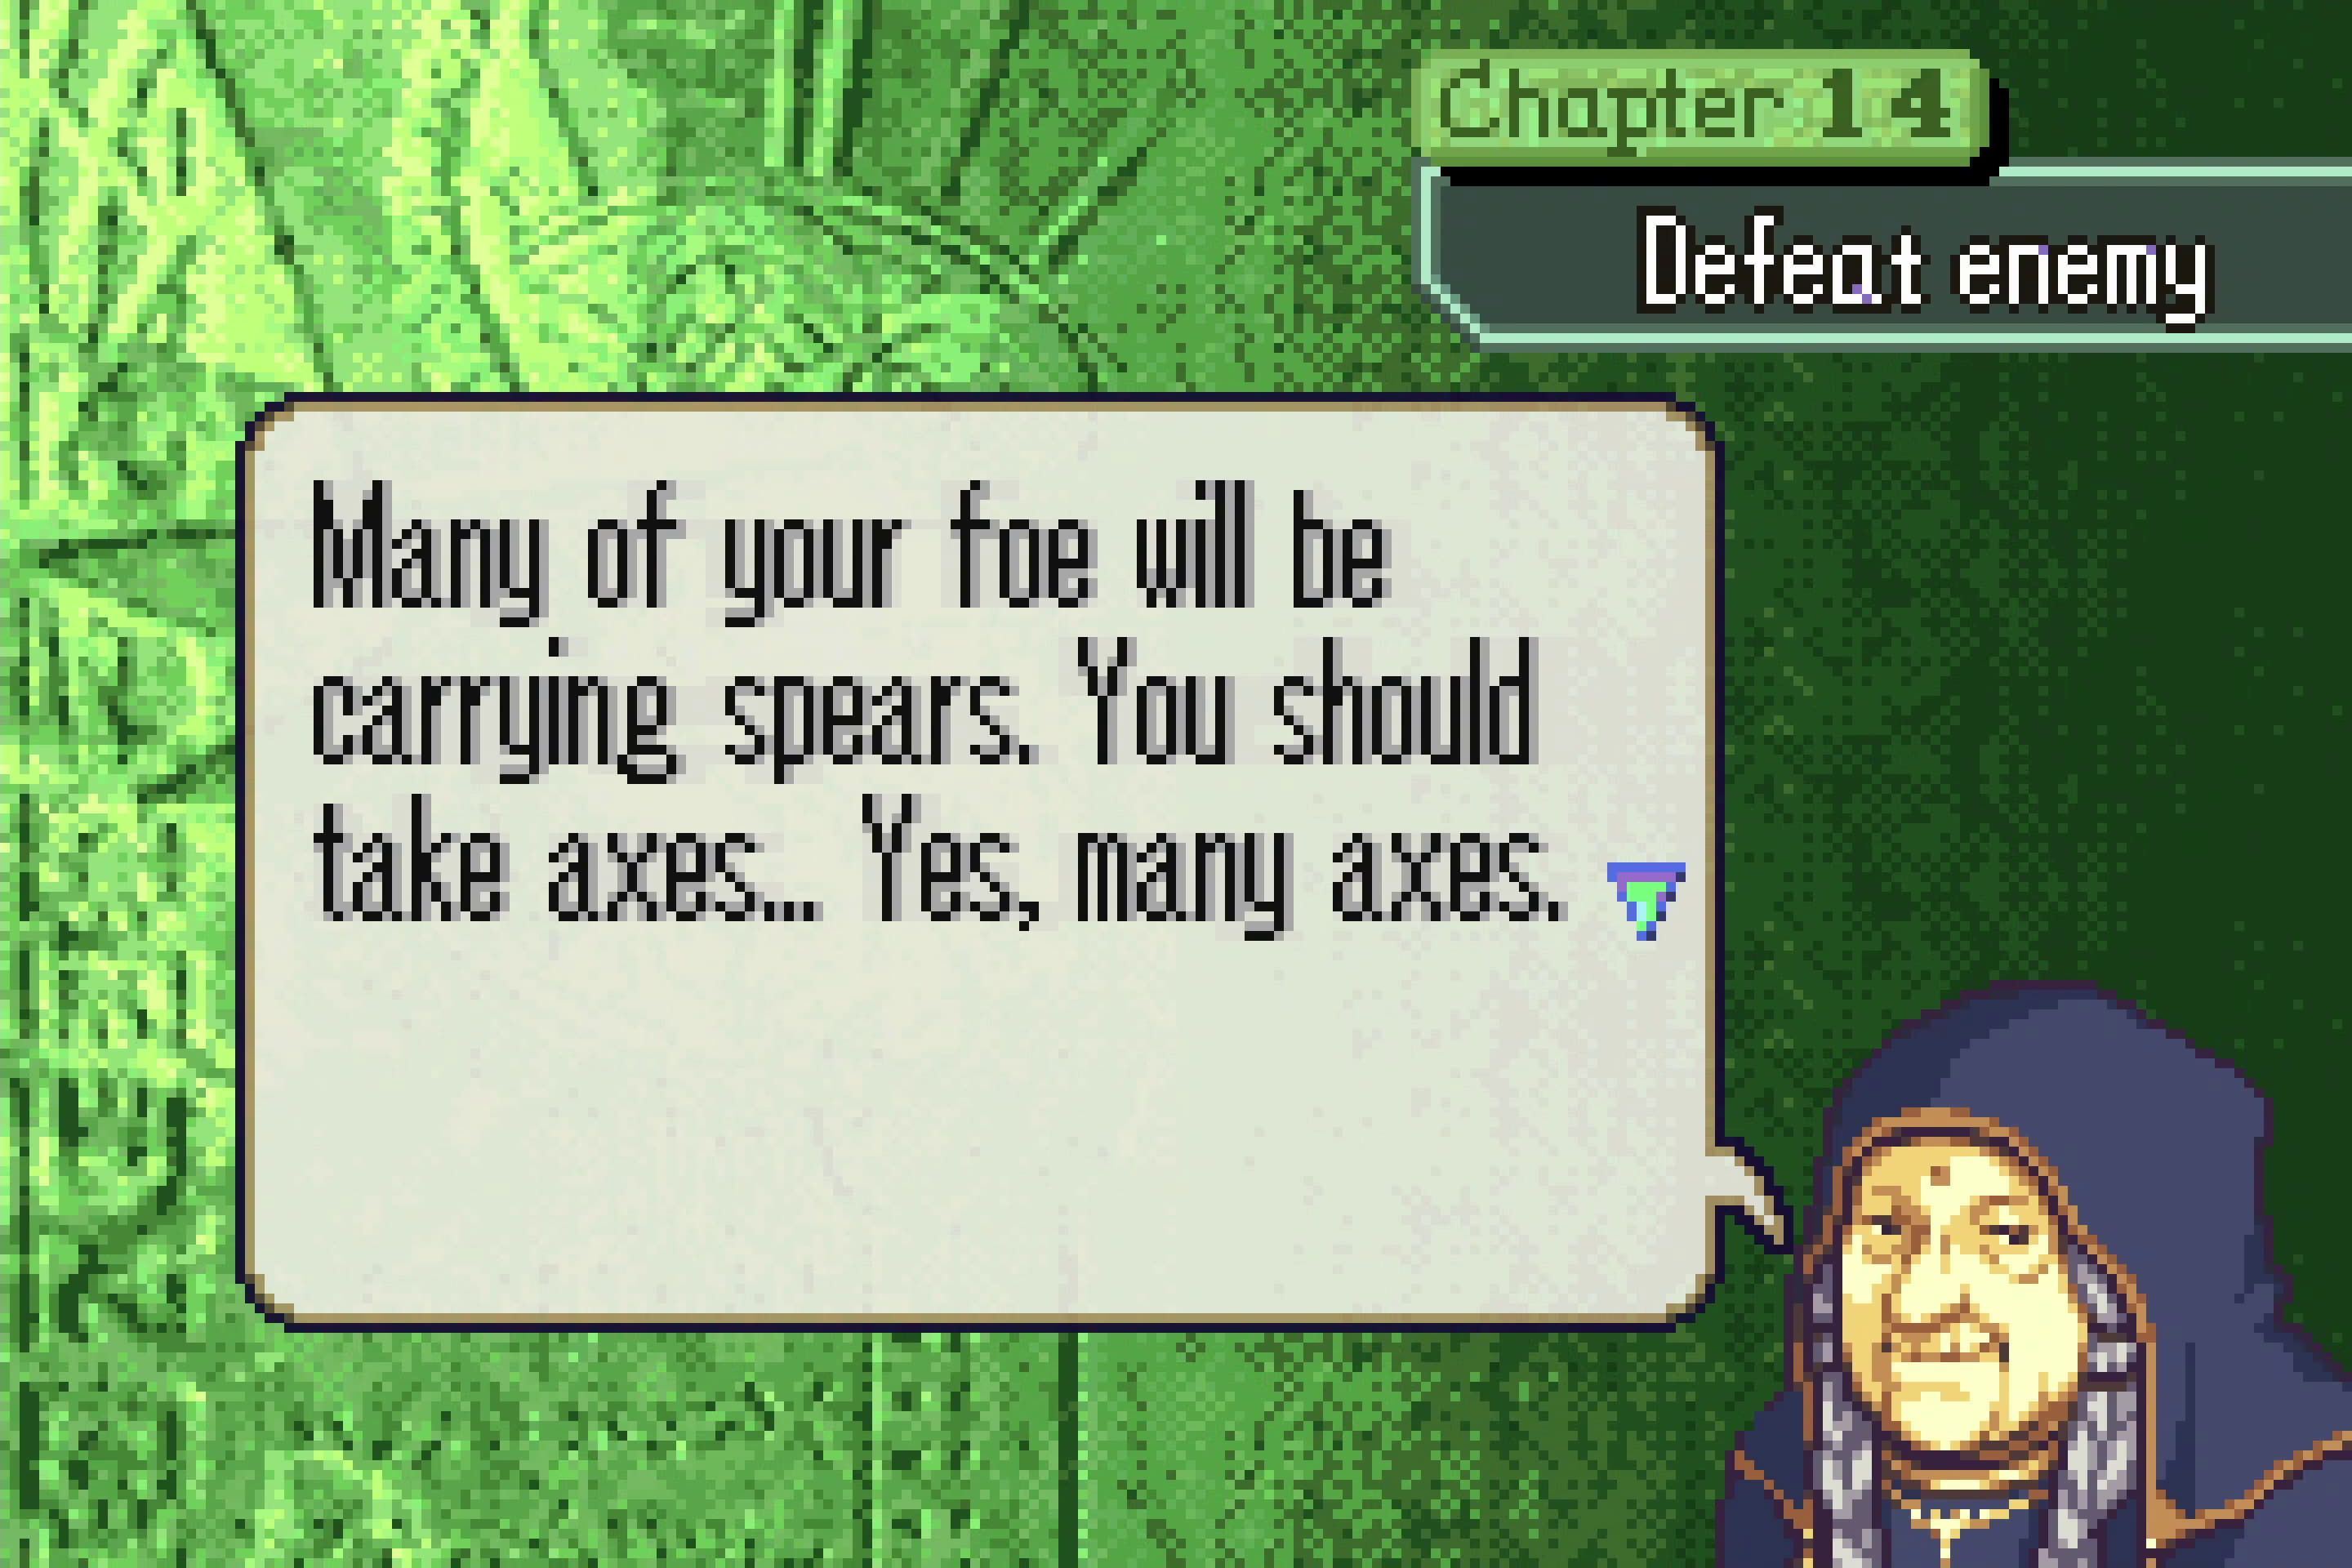 Chapter 14
Defeat enemy
Many of your foe will be
carrying spears. You should
take axes... Yes, many axes.